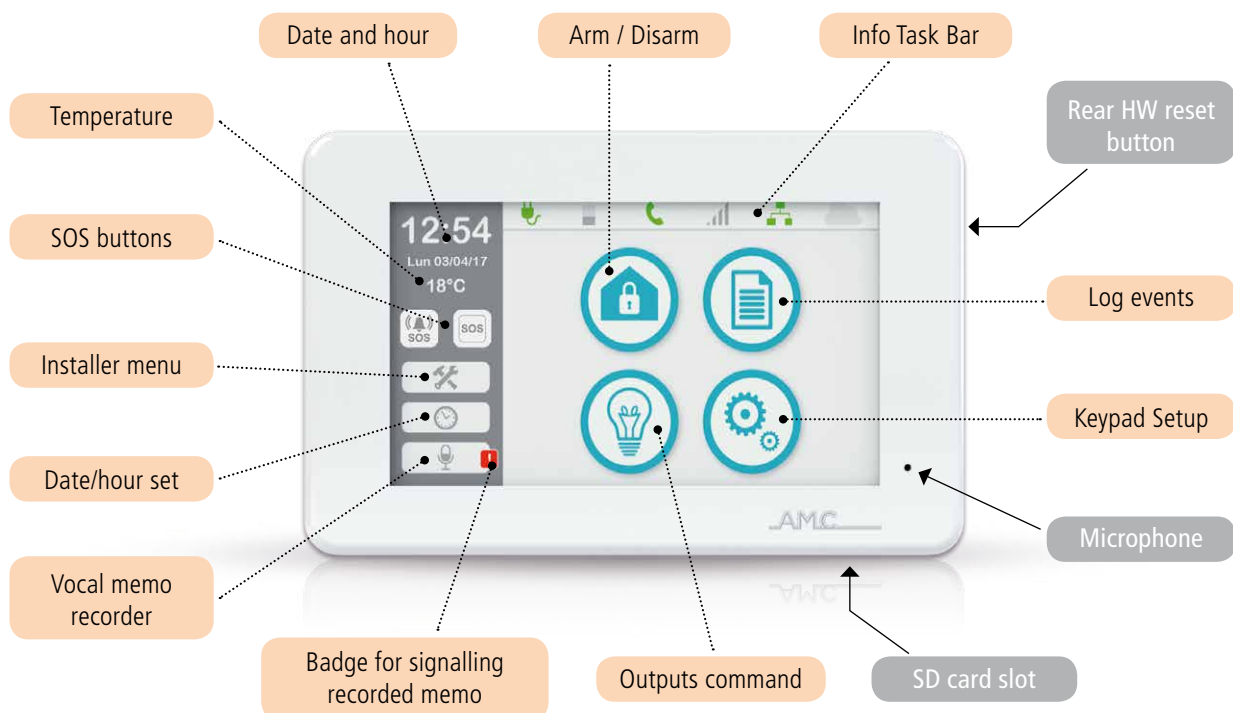 Date and hour
Arm / Disarm
Info Task Bar
Temperature
Rear HW reset
button
SOS buttons
12:54
Lun 03/04/17
18°C
SOS
SOS
Log events
Installer menu
Keypad Setup
Date/hour set
!
AMC
Microphone
Vocal memo
recorder
Badge for signalling
recorded memo
Outputs command
SD card slot